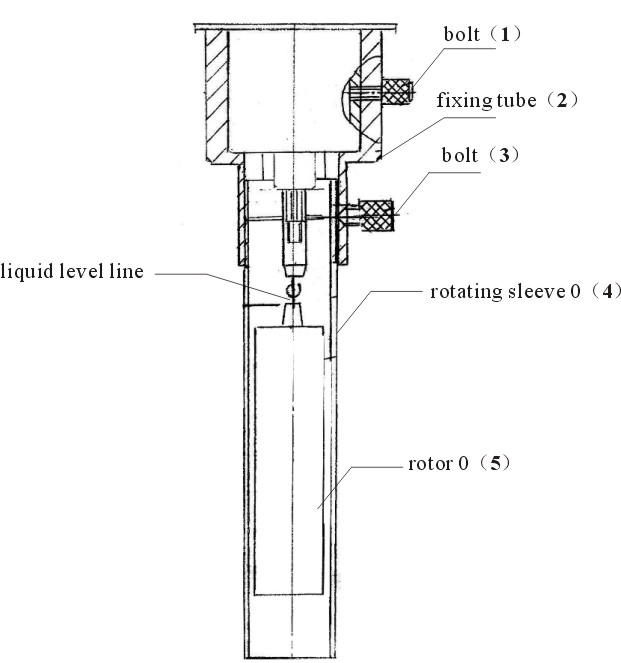 bolt（1）
fixing tube（2）
bolt（3）
liquid level line
rotating sleeve 0（4）
rotor 0（5）